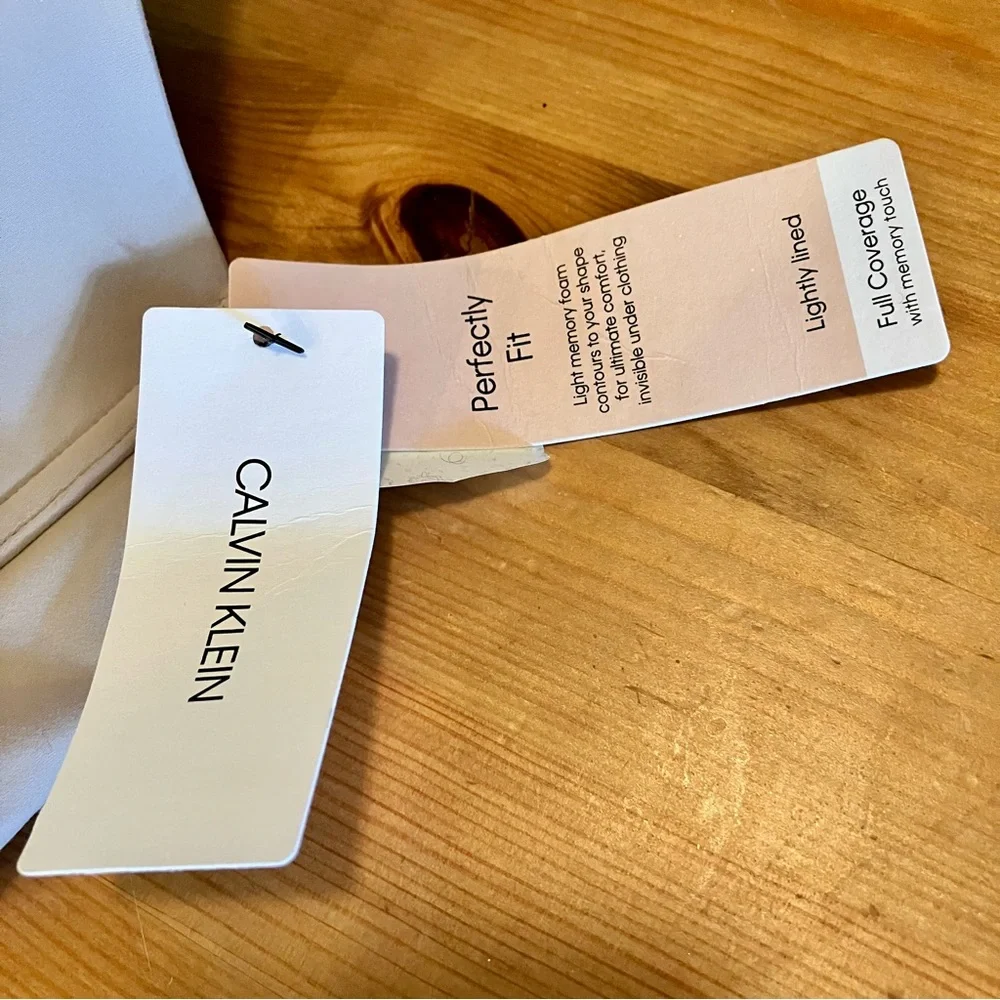 CALVIN KLEIN
Perfectly
Fit
Light memory foam
contours to your shape
for ultimate comfort,
invisible under clothing
Lightly lined
Full Coverage
with memory touch